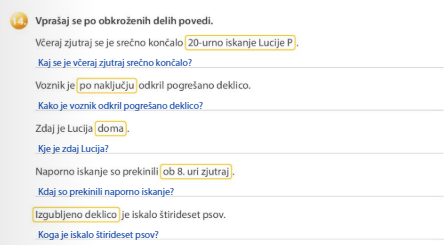 14. Vprašaj se po obkroženih delih povedi.
Včeraj zjutraj se je srečno končalo 20-urno iskanje Lucije P.
Kaj se je včeraj zjutraj srečno končalo?
Voznik je po naključju odkril pogrešano deklico.
Kako je voznik odkril pogrešano deklico?
Zdaj je Lucija doma.
Kje je zdaj Lucija?
Naporno iskanje so prekinili ob 8. uri zjutraj.
Kdaj so prekinili naporno iskanje?
Izgubljeno deklico je iskalo štirideset psov.
Koga je iskalo štirideset psov?